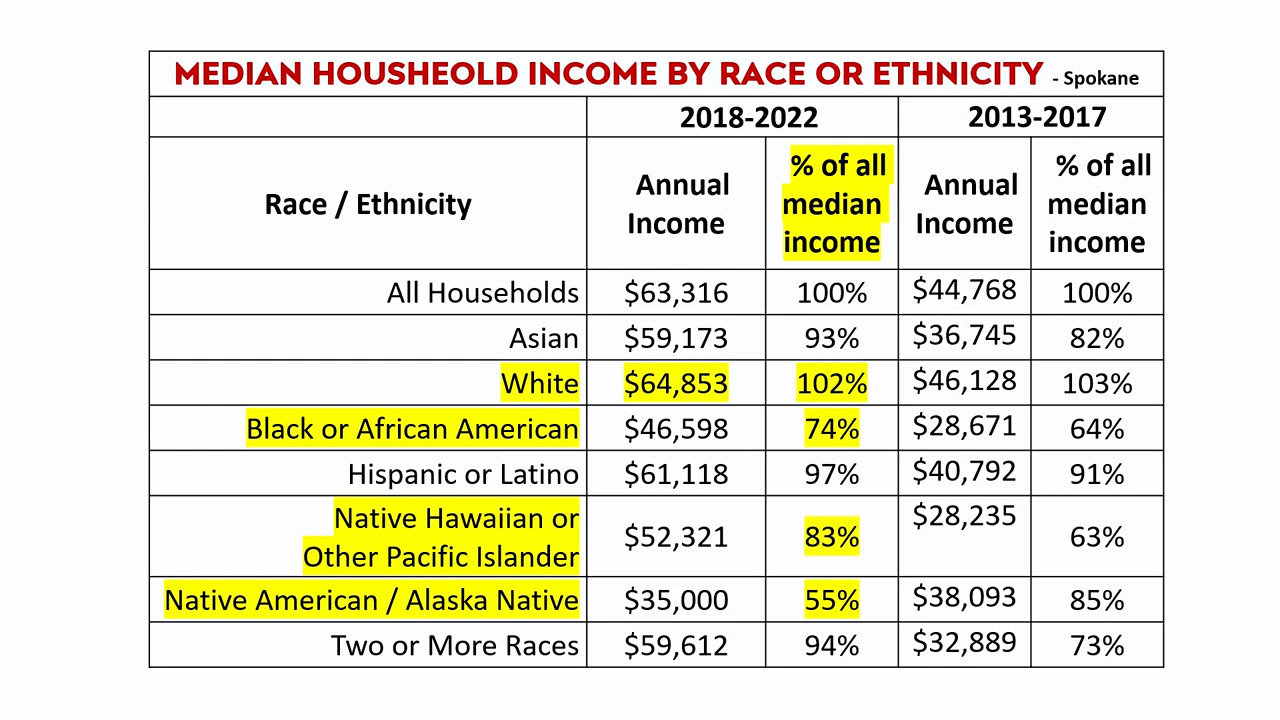 MEDIAN HOUSHEOLD INCOME BY RACE OR ETHNICITY - Spokane
2018-2022 2013-2017
Race / Ethnicity
Annual
Income
% of all
median
income
Annual
Income
% of all
median
income
All Households $63,316 100% $44,768 100%
Asian $59,173 93% $36,745 82%
White $64,853 102% $46,128 103%
Black or African American $46,598 74% $28,671 64%
Hispanic or Latino $61,118 97% $40,792 91%
Native Hawaiian or
Other Pacific Islander $52,321 83% $28,235 63%
Native American / Alaska Native $35,000 55% $38,093 85%
Two or More Races $59,612 94% $32,889 73%